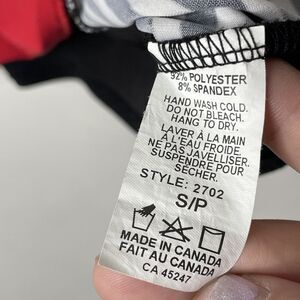 92% POLYESTER
8% SPANDEX
HAND WASH COLD.
DO NOT BLEACH.
HANG TO DRY.
LAVER À LA MAIN
A L'EAU FROIDE
NE PAS JAVELLISER.
SUSPENDRE POUR
SÉCHER.
STYLE: 2702
S/P
MADE IN CANADA
FAIT AU CANADA
CA 45247